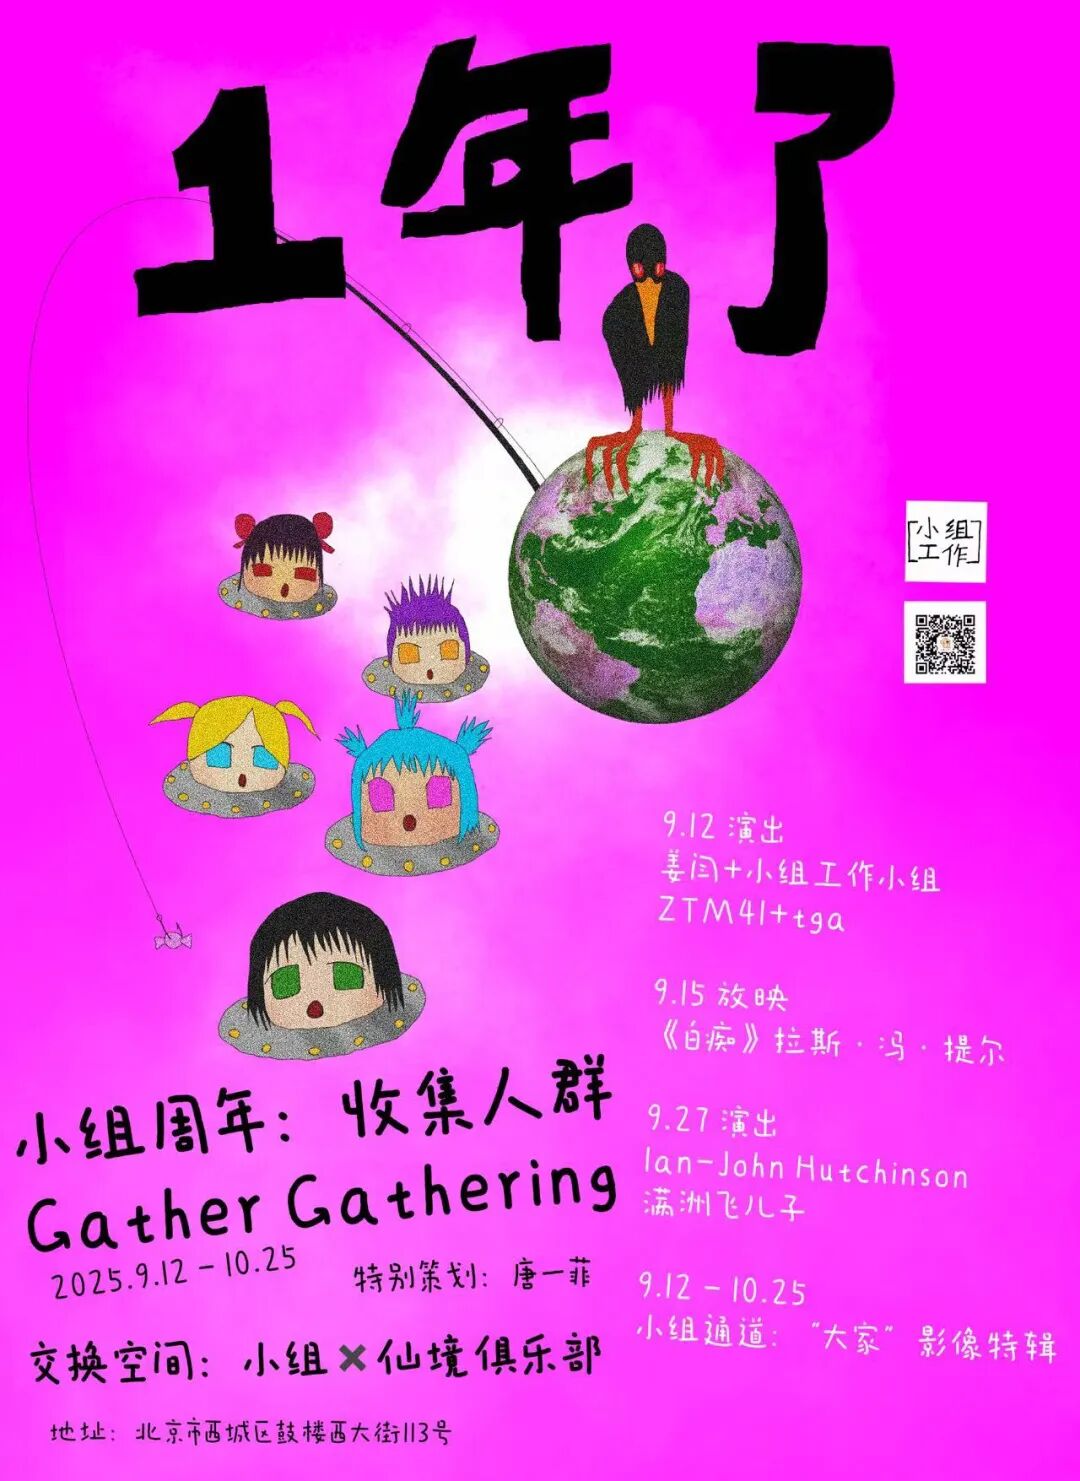 1年了
[小组
工作]
9.12 演出
姜闫+小组工作小组
ZTM41+tga
9.15 放映
《白痴》拉斯·冯·提尔
9.27 演出
Ian-John Hutchinson
满洲飞儿子
9.12 - 10.25
小组通道：“大家”影像特辑
小组周年：收集人群
Gather Gathering
2025.9.12 - 10.25
特别策划：唐一菲
交换空间：小组×仙境俱乐部
地址：北京市西城区鼓楼西大街113号